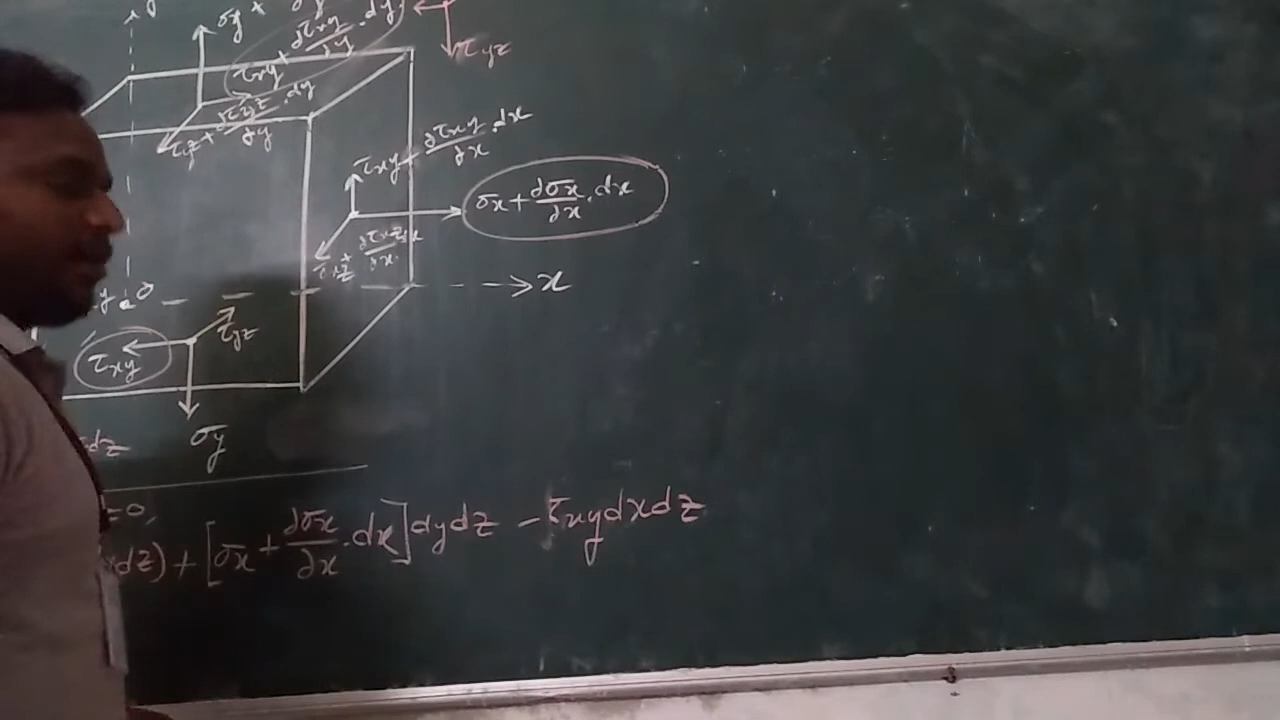 σy +
τxy + ∂τxy/∂y .dy
τyz
τyz + ∂τyz/∂y .dy
τxy + ∂τxy/∂x .dx
σx + ∂σx/∂x .dx
τxz + ∂τxz/∂x
x
τyz
τxy
σy
dz
=0,
dz) + [σx + ∂σx/∂x .dx] dydz - τxydxdz